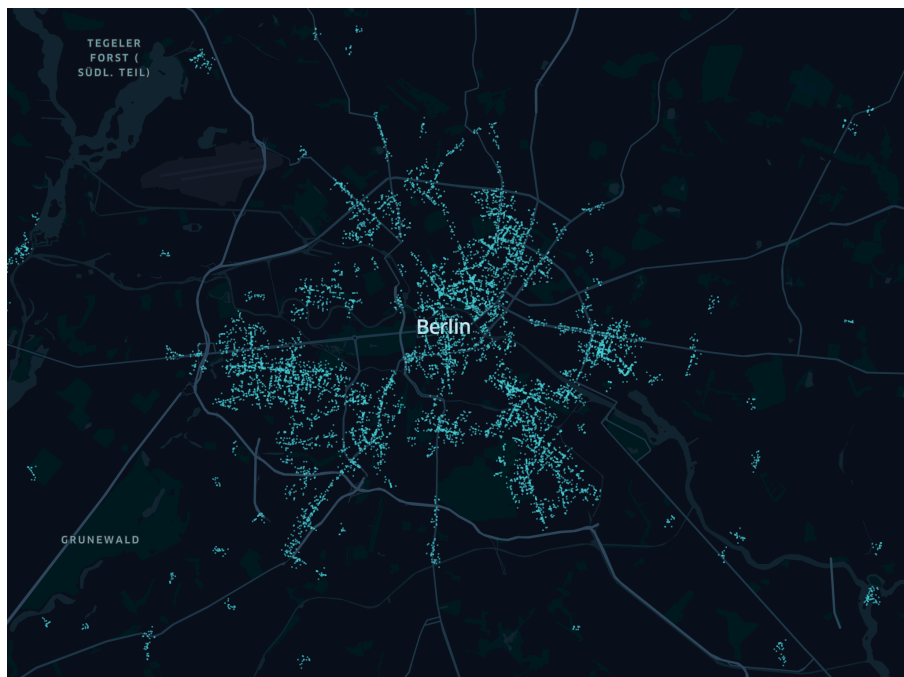 TEGELER
FORST (
SÜDL. TEIL)
Berlin
GRUNEWALD